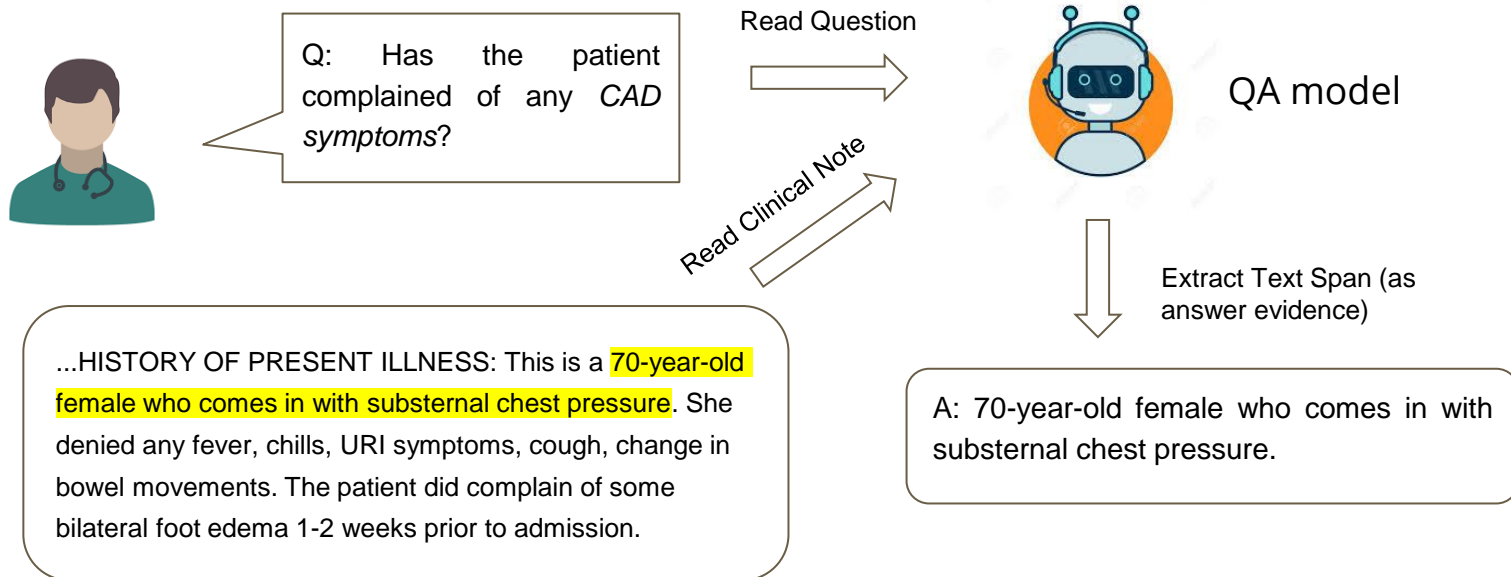 Read Question
Q: Has the patient
complained of any CAD
symptoms?
QA model
Read Clinical Note
Extract Text Span (as
answer evidence)
...HISTORY OF PRESENT ILLNESS: This is a 70-year-old
female who comes in with substernal chest pressure. She
denied any fever, chills, URI symptoms, cough, change in
bowel movements. The patient did complain of some
bilateral foot edema 1-2 weeks prior to admission.
A: 70-year-old female who comes in with
substernal chest pressure.